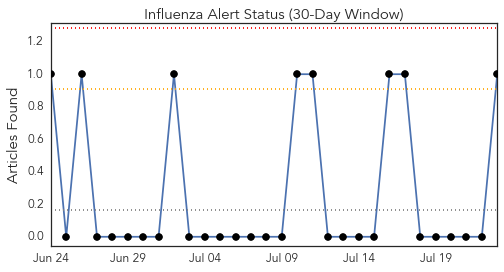 Influenza Alert Status (30-Day Window)
Articles Found
1.2
1.0
0.8
0.6
0.4
0.2
0.0
Jun 24
Jun 29
Jul 04
Jul 09
Jul 14
Jul 19